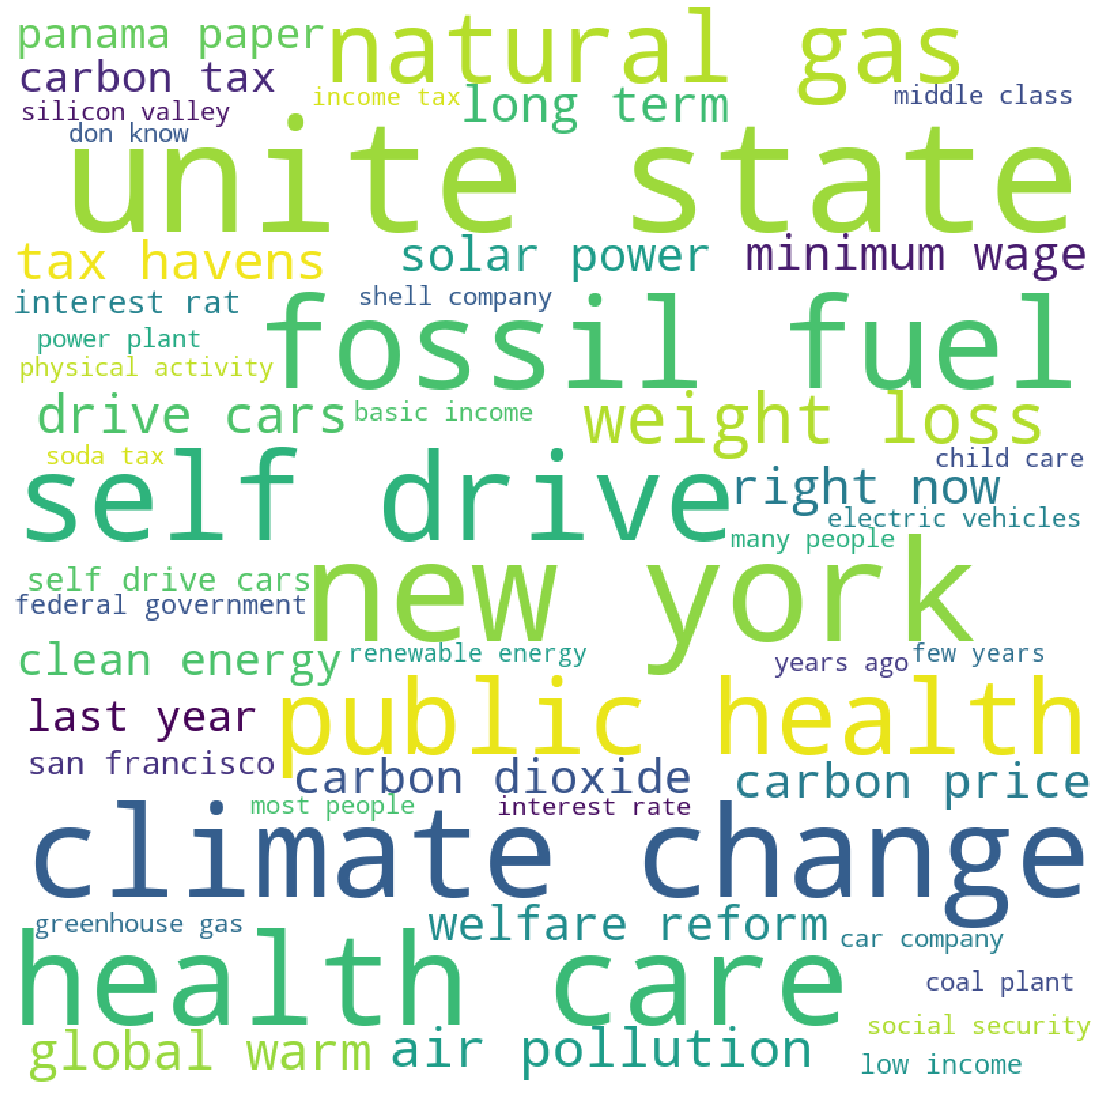 panama paper
natural gas
carbon tax
income tax
long term
middle class
silicon valley
don know
unite state
tax havens
solar power
minimum wage
interest rat
shell company
fossil fuel
power plant
physical activity
drive cars
basic income
weight loss
soda tax
self drive
child care
right now
electric vehicles
many people
self drive cars
new york
federal government
clean energy
renewable energy
years ago
few years
last year
public health
san francisco
carbon dioxide
carbon price
most people
interest rate
climate change
greenhouse gas
welfare reform
car company
health care
coal plant
social security
global warm
air pollution
low income